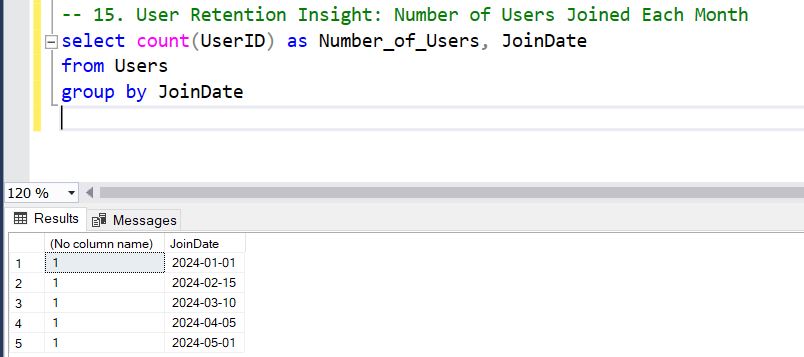 -- 15. User Retention Insight: Number of Users Joined Each Month
select count(UserID) as Number_of_Users, JoinDate
from Users
group by JoinDate
120 %
Results Messages
(No column name) JoinDate
1 1 2024-01-01
2 1 2024-02-15
3 1 2024-03-10
4 1 2024-04-05
5 1 2024-05-01